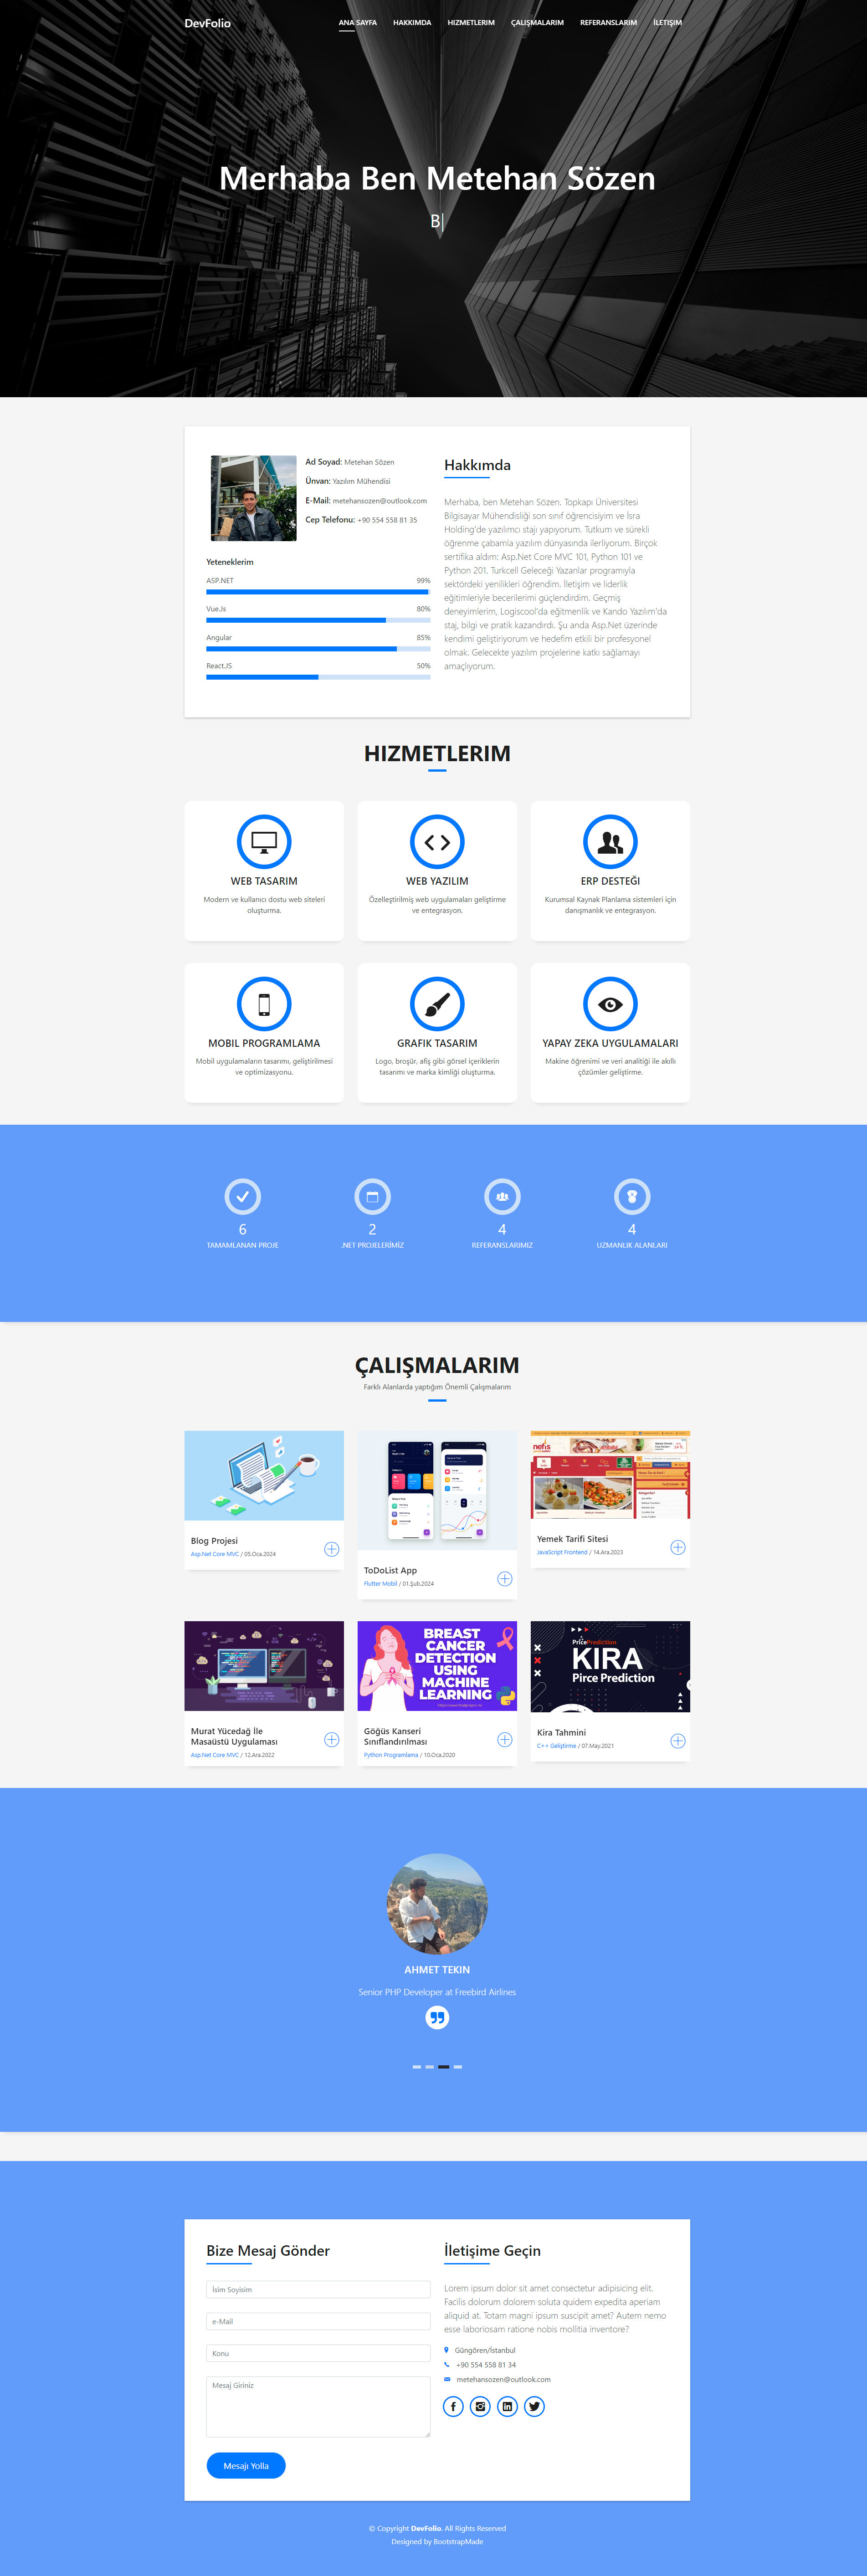 DevFolio
ANA SAYFA
HAKKIMDA
HIZMETLERIM
ÇALIŞMALARIM
REFERANSLARIM
İLETIŞIM
Merhaba Ben Metehan Sözen
B|
Ad Soyad: Metehan Sözen
Ünvan: Yazılım Mühendisi
E-Mail: metehansozen@outlook.com
Cep Telefonu: +90 554 558 81 35
Yeteneklerim
ASP.NET 99%
VueJs 80%
Angular 85%
React.JS 50%
Hakkımda
Merhaba, ben Metehan Sözen. Topkapı Üniversitesi
Bilgisayar Mühendisliği son sınıf öğrencisiyim ve İsra
Holding'de yazılımcı stajı yapıyorum. Tutkum ve sürekli
öğrenme çabamla yazılım dünyasında ilerliyorum. Birçok
sertifika aldım: Asp.Net Core MVC 101, Python 101 ve
Python 201. Turkcell Geleceği Yazanlar programıyla
sektördeki yenilikleri öğrendim. İletişim ve liderlik
eğitimleriyle becerilerimi güçlendirdim. Geçmiş
deneyimlerim, Logiscool'da eğitmenlik ve Kando Yazılım'da
staj, bilgi ve pratik kazandırdı. Şu anda Asp.Net üzerinde
kendimi geliştiriyorum ve hedefim etkili bir profesyonel
olmak. Gelecekte yazılım projelerine katkı sağlamayı
amaçlıyorum.
HIZMETLERIM
WEB TASARIM
Modern ve kullanıcı dostu web siteleri
oluşturma.
WEB YAZILIM
Özelleştirilmiş web uygulamaları geliştirme
ve entegrasyon.
ERP DESTEĞI
Kurumsal Kaynak Planlama sistemleri için
danışmanlık ve entegrasyon.
MOBIL PROGRAMLAMA
Mobil uygulamaların tasarımı, geliştirilmesi
ve optimizasyonu.
GRAFIK TASARIM
Logo, broşür, afiş gibi görsel içeriklerin
tasarımı ve marka kimliği oluşturma.
YAPAY ZEKA UYGULAMALARI
Makine öğrenimi ve veri analitiği ile akıllı
çözümler geliştirme.
6
TAMAMLANAN PROJE
2
.NET PROJELERİMİZ
4
REFERANSLARIMIZ
4
UZMANLIK ALANLARI
ÇALIŞMALARIM
Farklı Alanlarda yaptığım Önemli Çalışmalarım
Blog Projesi
Asp.Net Core MVC / 05.Oca.2024
ToDoList App
Flutter Mobil / 01.Şub.2024
nefis
Yemek Tarifi Sitesi
JavaScript Frontend / 14.Ara.2023
Murat Yücedağ İle
Masaüstü Uygulaması
Asp.Net Core MVC / 12.Ara.2022
BREAST
CANCER
DETECTION
USING
MACHINE
LEARNING
Göğüs Kanseri
Sınıflandırılması
Python Programlama / 10.Oca.2020
PricePrediction
KIRA
Pirce Prediction
Kira Tahmini
C++ Geliştirme / 07.May.2021
AHMET TEKIN
Senior PHP Developer at Freebird Airlines
Bize Mesaj Gönder
İsim Soyisim
e-Mail
Konu
Mesaj Giriniz
Mesajı Yolla
İletişime Geçin
Lorem ipsum dolor sit amet consectetur adipisicing elit.
Facilis dolorum dolorem soluta quidem expedita aperiam
aliquid at. Totam magni ipsum suscipit amet? Autem nemo
esse laboriosam ratione nobis mollitia inventore?
Güngören/İstanbul
+90 554 558 81 34
metehansozen@outlook.com
© Copyright DevFolio. All Rights Reserved
Designed by BootstrapMade